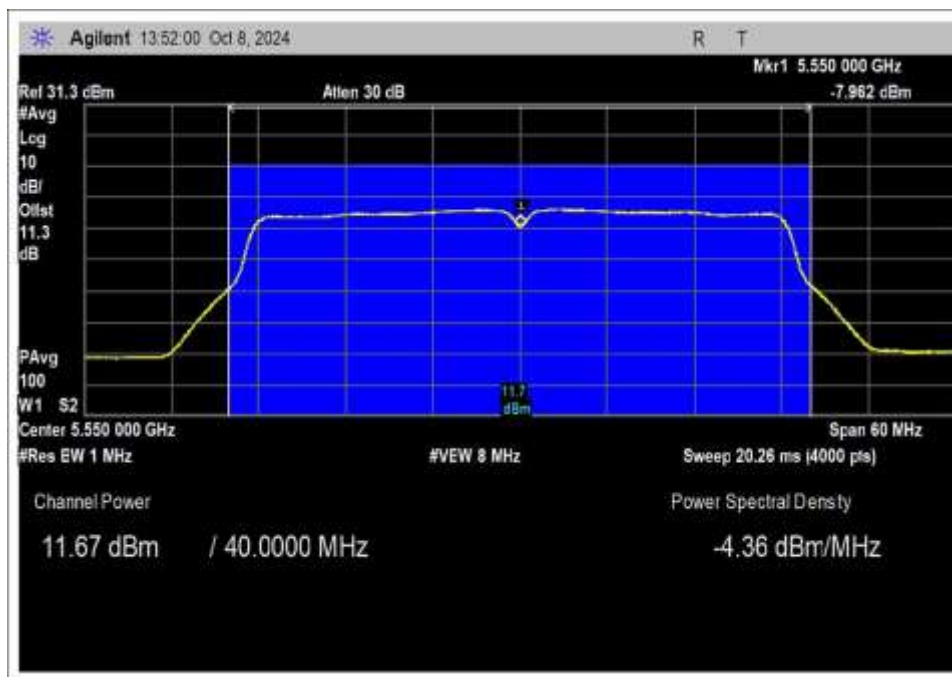 Agilent 13:52:00 Oct 8, 2024 R T
Mkr1 5.550 000 GHz
Ref 31.3 dBm Atten 30 dB -7.962 dBm
#Avg
Log
10
dB/
Offst
11.3
dB
1
PAvg
100
W1 S2
11.7
dBm
Center 5.550 000 GHz Span 60 MHz
#Res BW 1 MHz #VBW 8 MHz Sweep 20.26 ms (4000 pts)
Channel Power Power Spectral Density
11.67 dBm / 40.0000 MHz -4.36 dBm/MHz